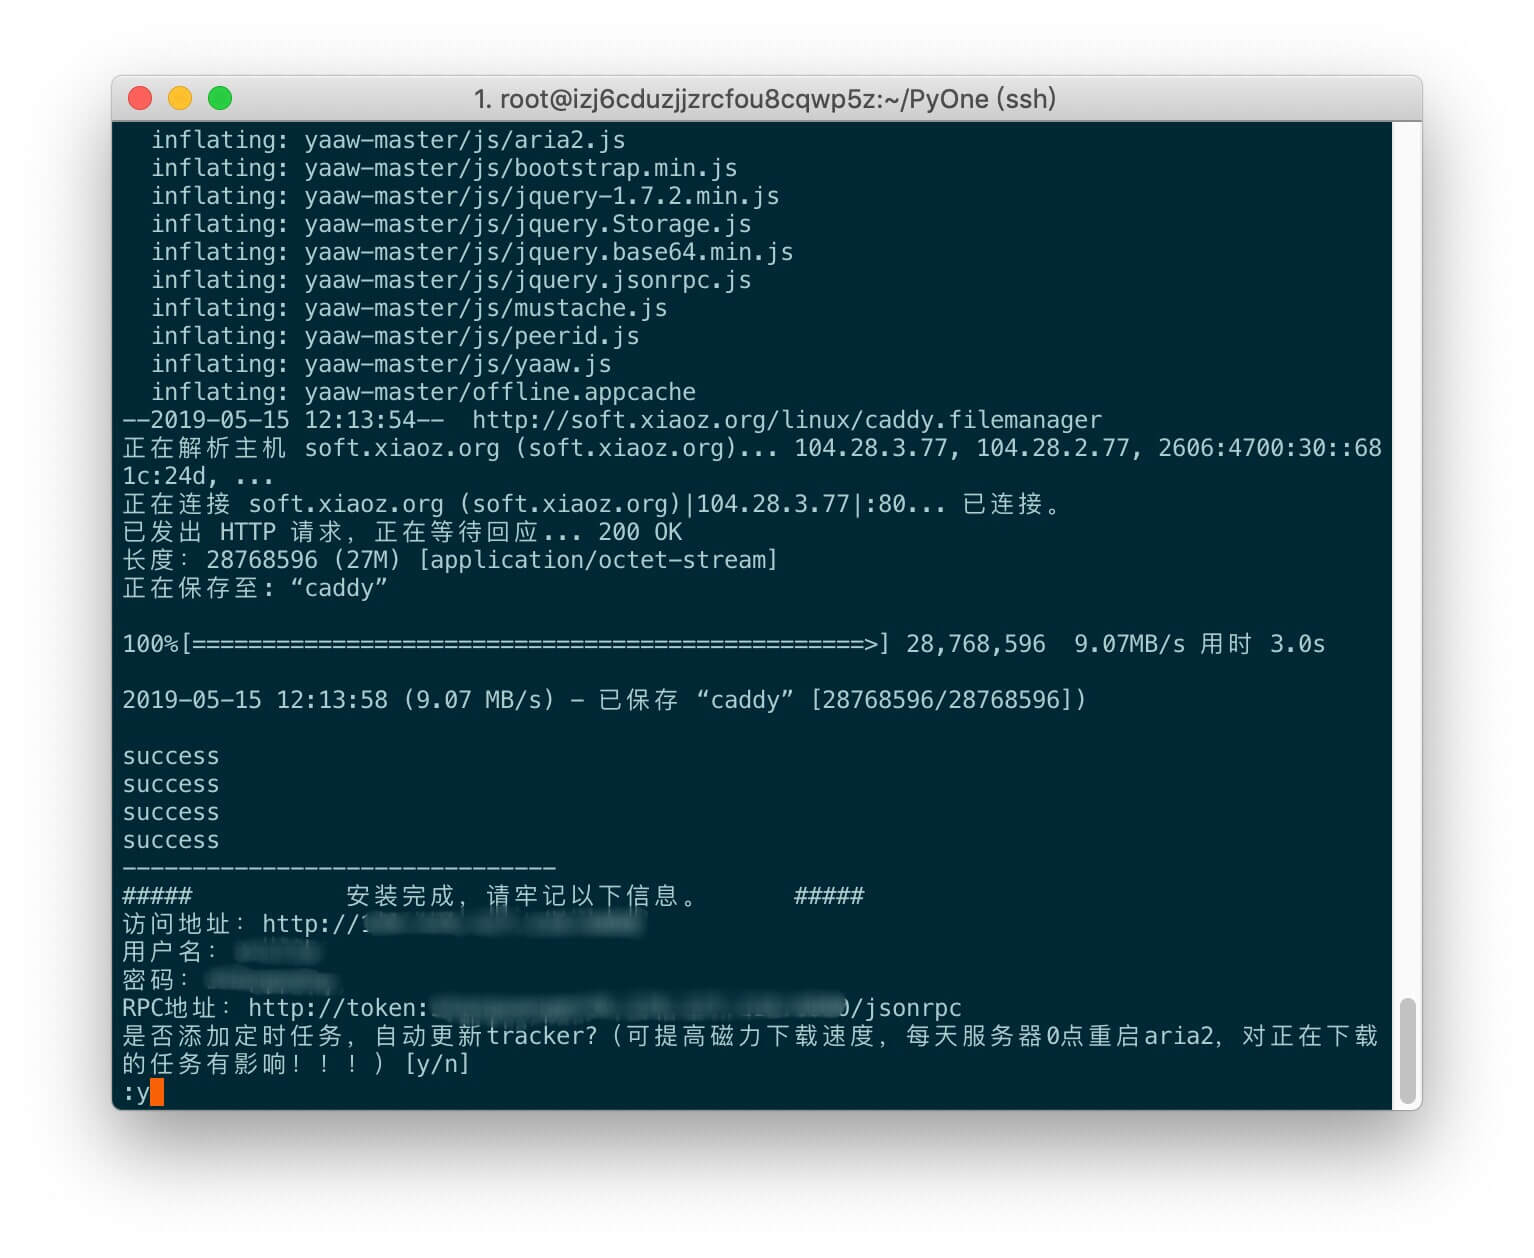 1. root@izj6cduzjjzrcfou8cqwp5z:~/PyOne (ssh)
inflating: yaaw-master/js/aria2.js
inflating: yaaw-master/js/bootstrap.min.js
inflating: yaaw-master/js/jquery-1.7.2.min.js
inflating: yaaw-master/js/jquery.Storage.js
inflating: yaaw-master/js/jquery.base64.min.js
inflating: yaaw-master/js/jquery.jsonrpc.js
inflating: yaaw-master/js/mustache.js
inflating: yaaw-master/js/peerid.js
inflating: yaaw-master/js/yaaw.js
inflating: yaaw-master/offline.appcache
--2019-05-15 12:13:54--  http://soft.xiaoz.org/linux/caddy.filemanager
正在解析主机 soft.xiaoz.org (soft.xiaoz.org)... 104.28.3.77, 104.28.2.77, 2606:4700:30::68
1c:24d, ...
正在连接 soft.xiaoz.org (soft.xiaoz.org)|104.28.3.77|:80... 已连接。
已发出 HTTP 请求，正在等待回应... 200 OK
长度：28768596 (27M) [application/octet-stream]
正在保存至: “caddy”
100%[================================================>] 28,768,596  9.07MB/s 用时 3.0s
2019-05-15 12:13:58 (9.07 MB/s) - 已保存 “caddy” [28768596/28768596])
success
success
success
success
-------------------------------
##### 安装完成，请牢记以下信息。 #####
访问地址：http://
用户名：
密码：
RPC地址：http://token: /jsonrpc
是否添加定时任务，自动更新tracker?（可提高磁力下载速度，每天服务器0点重启aria2，对正在下载
的任务有影响！！！) [y/n]
:y